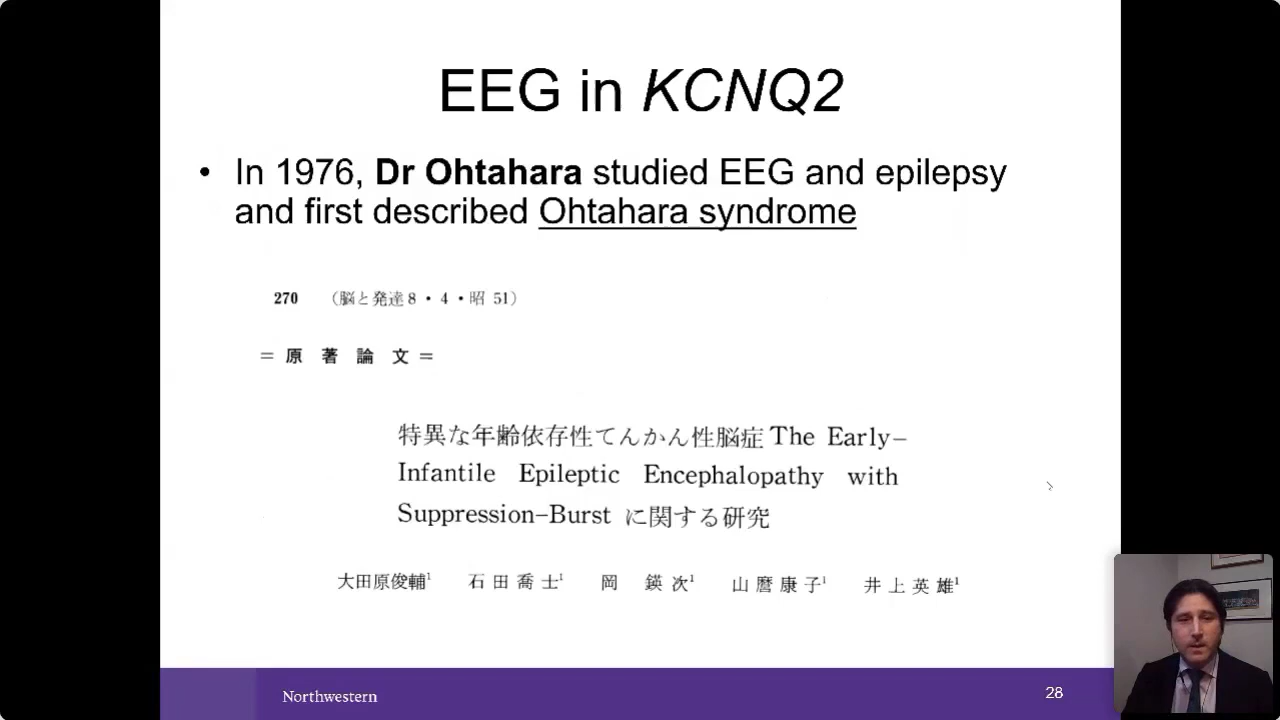 EEG in KCNQ2
• In 1976, Dr Ohtahara studied EEG and epilepsy
and first described Ohtahara syndrome
270 （脳と発達8・4・昭 51）
= 原 著 論 文 =
特異な年齢依存性てんかん性脳症 The Early–
Infantile Epileptic Encephalopathy with
Suppression–Burst に関する研究
大田原俊輔¹ 石田喬士¹ 岡 鍈次¹ 山磨康子¹ 井上英雄¹
Northwestern
28